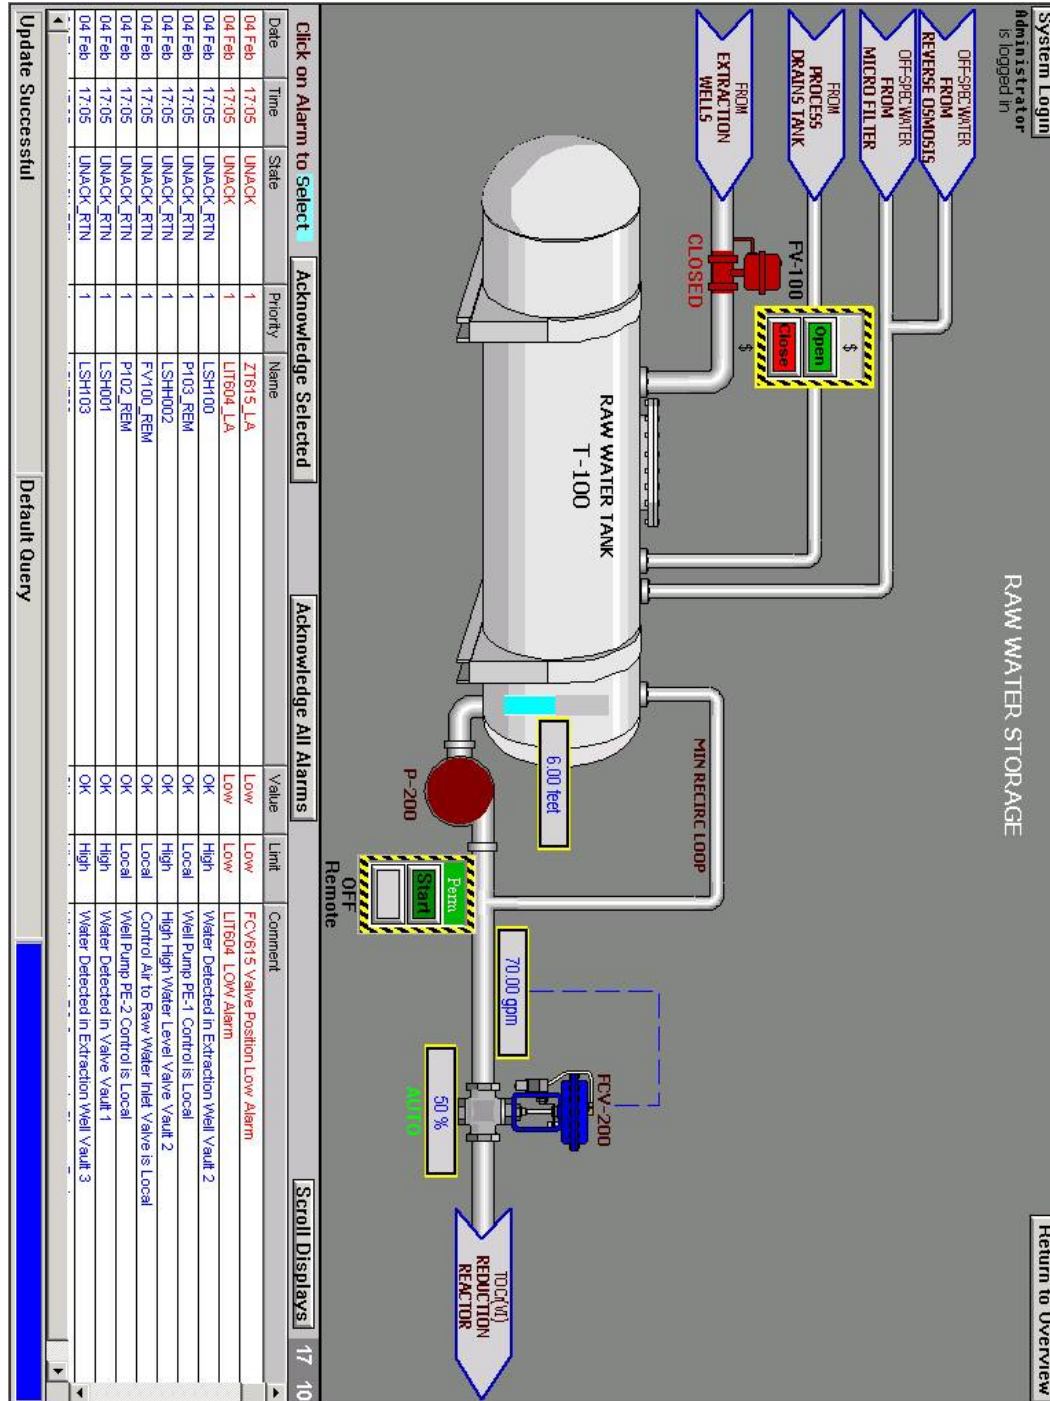 System Login
Administrator
is logged in
RAW WATER STORAGE
Return to Overview
OFF-SPEC WATER
FROM
REVERSE OSMOSIS
OFF-SPEC WATER
FROM
MICRO FILTER
FROM
PROCESS
DRAINS TANK
FROM
EXTRACTION
WELLS
FV-100
CLOSED
$
Open
Close
$
RAW WATER TANK
T-100
MIN RECIRC LOOP
6.00 feet
P-200
Perm
Start
OFF
Remote
70.00 gpm
FCV-200
50 %
AUTO
TO Cr(VI)
REDUCTION
REACTOR
Click on Alarm to Select Acknowledge Selected Acknowledge All Alarms Scroll Displays 17 10
Date Time State Priority Name Value Limit Comment
04 Feb 17:05 UNACK 1 ZT615_LA Low Low FCV615 Valve Position Low Alarm
04 Feb 17:05 UNACK 1 LIT604_LA Low Low LIT604 LOW Alarm
04 Feb 17:05 UNACK_RTN 1 LSH100 OK High Water Detected in Extraction Well Vault 2
04 Feb 17:05 UNACK_RTN 1 P103_REM OK Local Well Pump PE-1 Control is Local
04 Feb 17:05 UNACK_RTN 1 LSHH002 OK High High High Water Level Valve Vault 2
04 Feb 17:05 UNACK_RTN 1 FV100_REM OK Local Control Air to Raw Water Inlet Valve is Local
04 Feb 17:05 UNACK_RTN 1 P102_REM OK Local Well Pump PE-2 Control is Local
04 Feb 17:05 UNACK_RTN 1 LSH001 OK High Water Detected in Valve Vault 1
04 Feb 17:05 UNACK_RTN 1 LSH103 OK High Water Detected in Extraction Well Vault 3
Update Successful Default Query